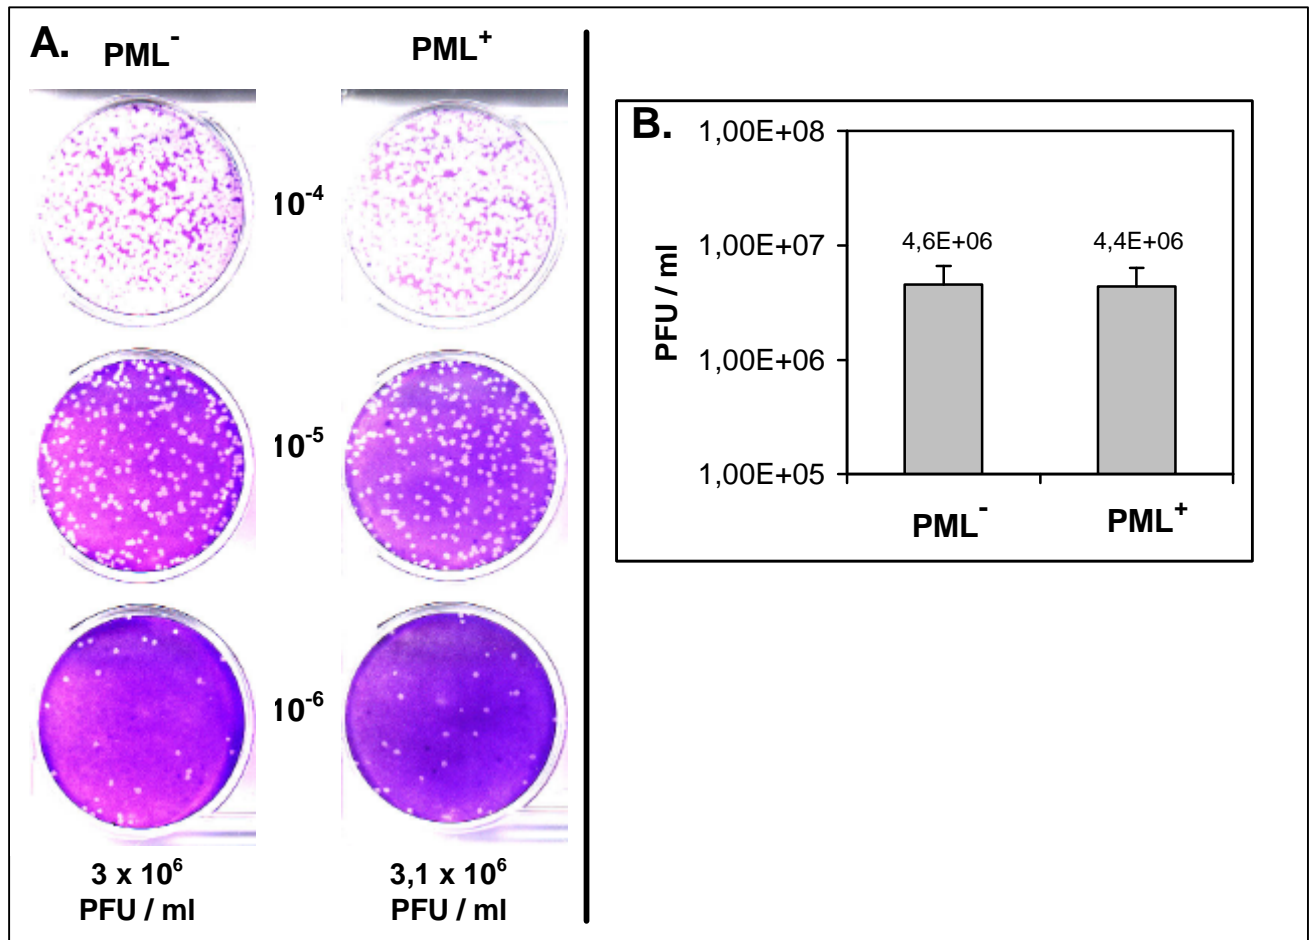 A.
PML⁻
PML⁺
10⁻⁴
10⁻⁵
10⁻⁶
3 x 10⁶
PFU / ml
3,1 x 10⁶
PFU / ml
B.
PFU / ml
1,00E+08
1,00E+07
1,00E+06
1,00E+05
4,6E+06
4,4E+06
PML⁻
PML⁺